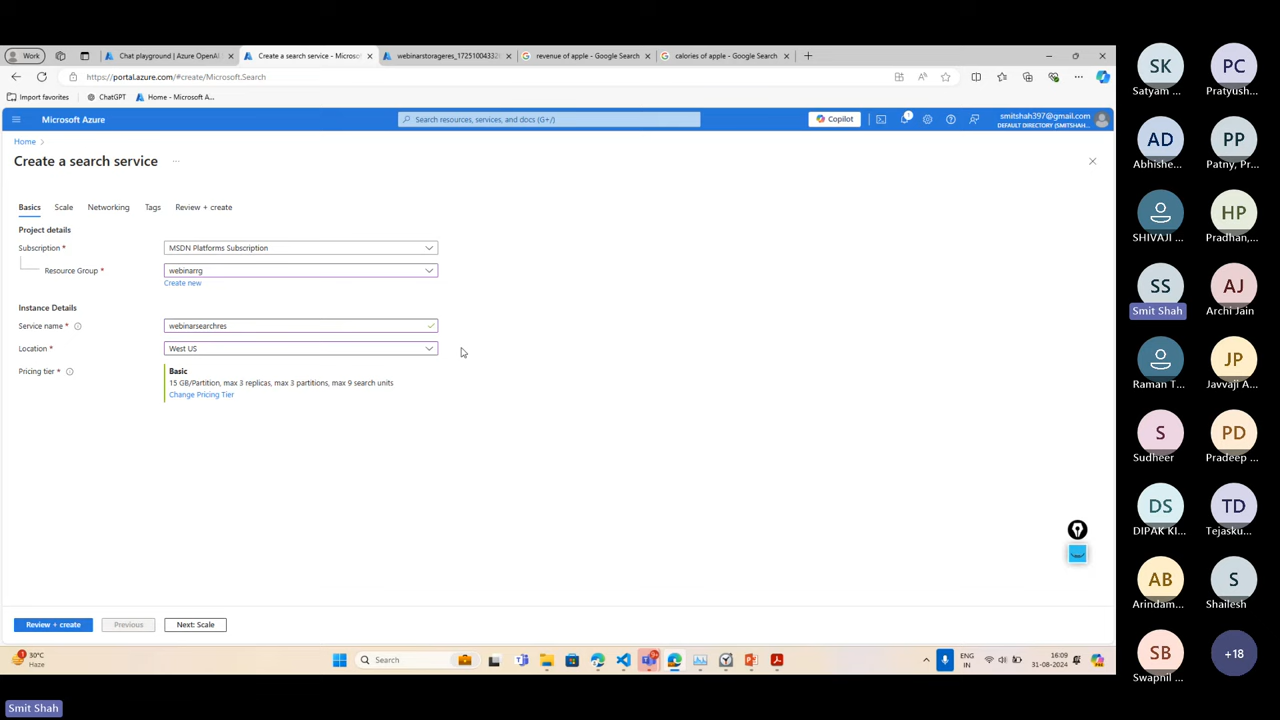 Work
Chat playground | Azure OpenAI
Create a search service - Microso
webinarstorageres_1725100433
revenue of apple - Google Search
calories of apple - Google Search
https://portal.azure.com/#create/Microsoft.Search
Import favorites
ChatGPT
Home - Microsoft A...
Microsoft Azure
Search resources, services, and docs (G+/)
Copilot
1
smitshah397@gmail.com
DEFAULT DIRECTORY (SMITSHAH...
Home >
Create a search service ...
Basics Scale Networking Tags Review + create
Project details
Subscription *
MSDN Platforms Subscription
Resource Group *
webinarrg
Create new
Instance Details
Service name *
webinarsearchres
Location *
West US
Pricing tier *
Basic
15 GB/Partition, max 3 replicas, max 3 partitions, max 9 search units
Change Pricing Tier
Review + create
Previous
Next: Scale
1
30°C
Haze
Search
ENG
IN
16:09
31-08-2024
Smit Shah
SK
Satyam ...
PC
Pratyush...
AD
Abhishe...
PP
Patny, Pr...
SHIVAJI ...
HP
Pradhan,...
SS
Smit Shah
AJ
Archi Jain
Raman T...
JP
Javvaji A...
S
Sudheer
PD
Pradeep ...
DS
DIPAK KI...
TD
Tejasku...
AB
Arindam...
S
Shailesh
SB
Swapnil ...
+18